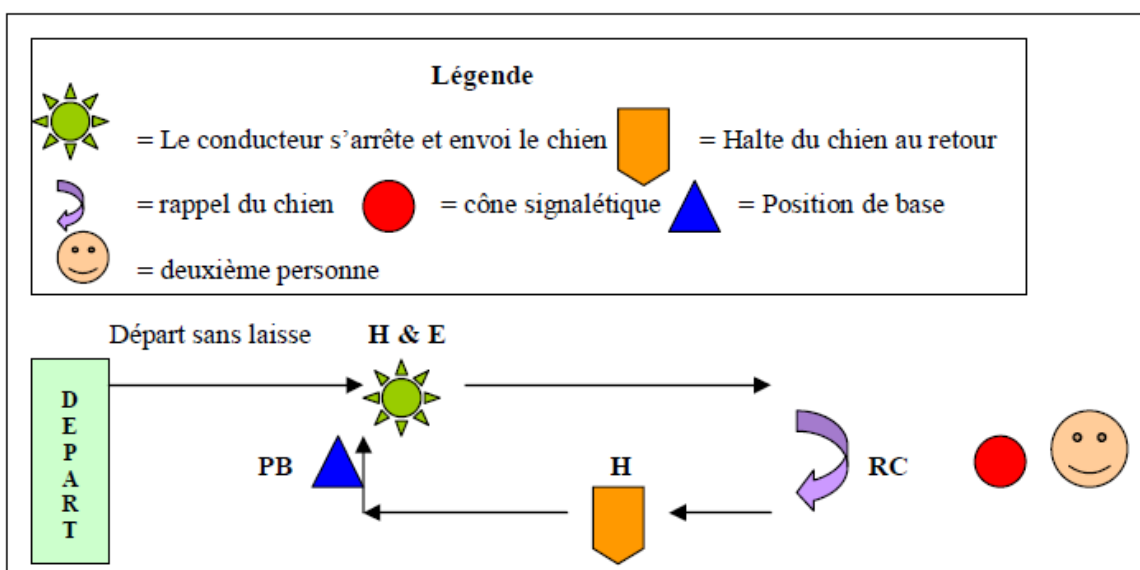 Légende
= Le conducteur s'arrête et envoi le chien = Halte du chien au retour
= rappel du chien = cône signalétique = Position de base
= deuxième personne
Départ sans laisse H & E
DEPART
PB H RC